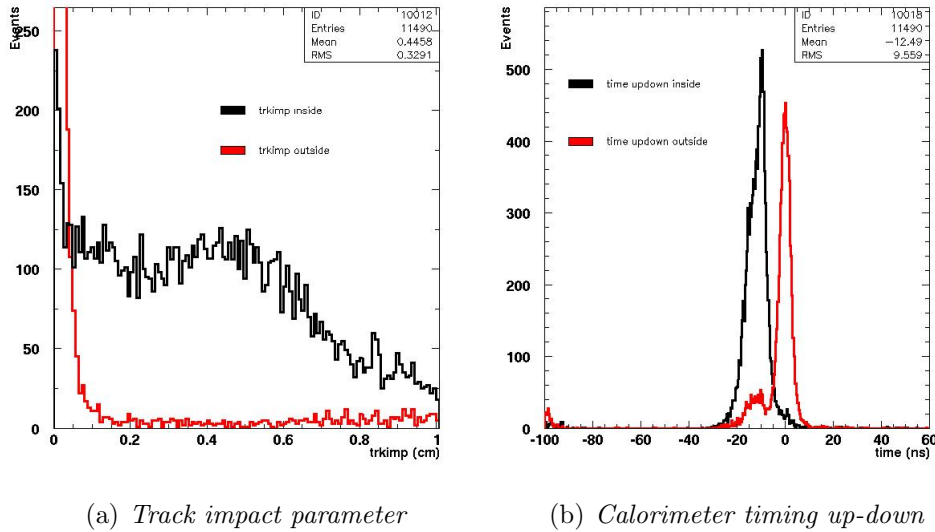 ID 10012
Entries 11490
Mean 0.4458
RMS 0.3291
Events
250
200
150
100
50
0
trkimp inside
trkimp outside
0 0.2 0.4 0.6 0.8 1
trkimp (cm)
ID 10018
Entries 11490
Mean -12.49
RMS 9.559
Events
500
400
300
200
100
0
time updown inside
time updown outside
-100 -80 -60 -40 -20 0 20 40 60
time (ns)
(a) Track impact parameter
(b) Calorimeter timing up-down